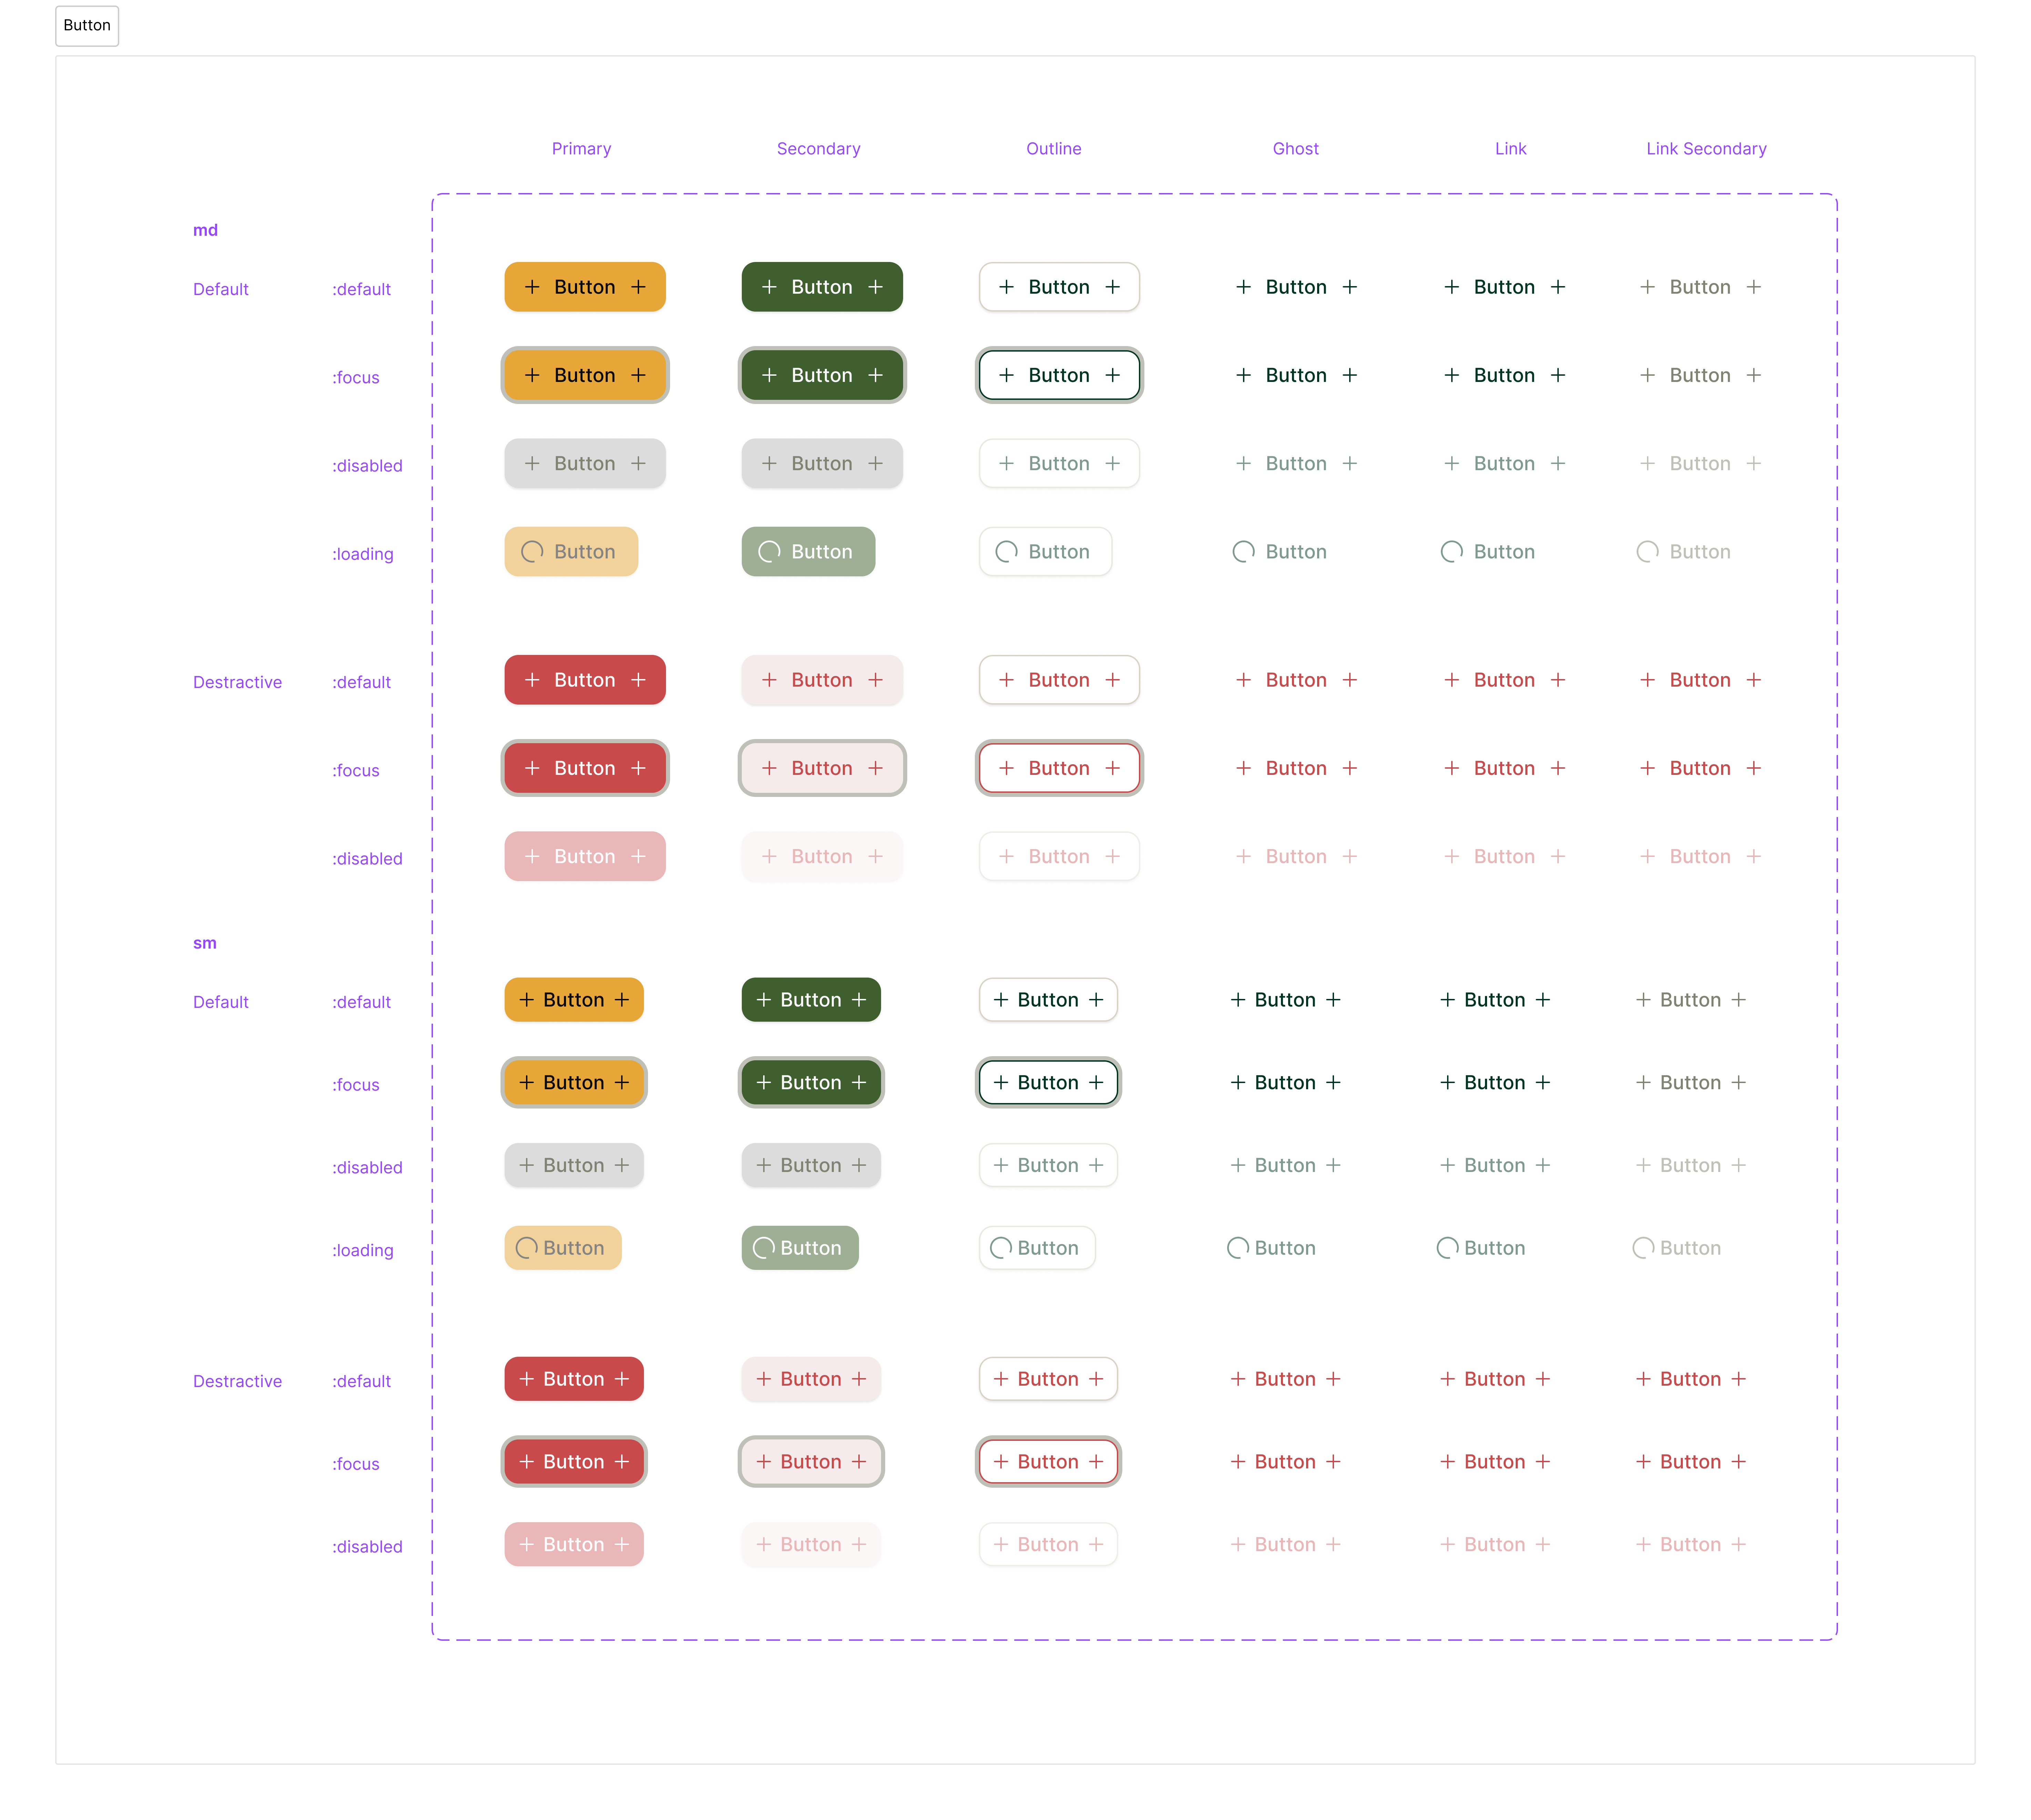 Button
Primary Secondary Outline Ghost Link Link Secondary
md
Default :default + Button + + Button + + Button + + Button + + Button + + Button +
:focus + Button + + Button + + Button + + Button + + Button + + Button +
:disabled + Button + + Button + + Button + + Button + + Button + + Button +
:loading Button Button Button Button Button Button
Destractive :default + Button + + Button + + Button + + Button + + Button + + Button +
:focus + Button + + Button + + Button + + Button + + Button + + Button +
:disabled + Button + + Button + + Button + + Button + + Button + + Button +
sm
Default :default + Button + + Button + + Button + + Button + + Button + + Button +
:focus + Button + + Button + + Button + + Button + + Button + + Button +
:disabled + Button + + Button + + Button + + Button + + Button + + Button +
:loading Button Button Button Button Button Button
Destractive :default + Button + + Button + + Button + + Button + + Button + + Button +
:focus + Button + + Button + + Button + + Button + + Button + + Button +
:disabled + Button + + Button + + Button + + Button + + Button + + Button +